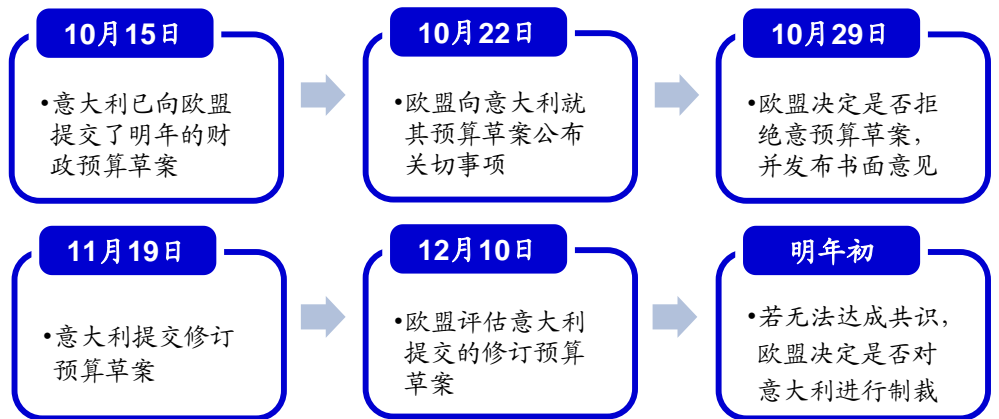 10月15日
•意大利已向欧盟
提交了明年的财
政预算草案
10月22日
•欧盟向意大利就
其预算草案公布
关切事项
10月29日
•欧盟决定是否拒
绝意预算草案，
并发布书面意见
11月19日
•意大利提交修订
预算草案
12月10日
•欧盟评估意大利
提交的修订预算
草案
明年初
•若无法达成共识，
欧盟决定是否对
意大利进行制裁